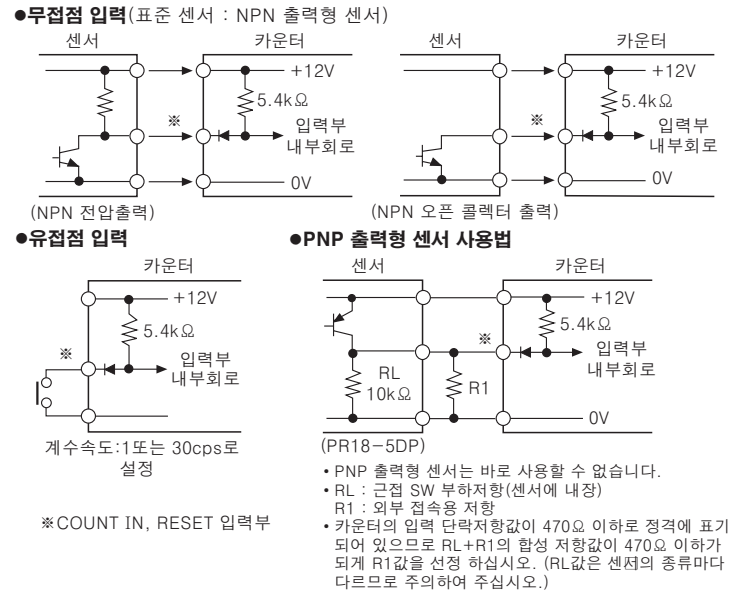 ●무접점 입력(표준 센서 : NPN 출력형 센서)
센서
카운터
+12V
5.4kΩ
※
입력부
내부회로
0V
(NPN 전압출력)
센서
카운터
+12V
5.4kΩ
※
입력부
내부회로
0V
(NPN 오픈 콜렉터 출력)
●유접점 입력
카운터
+12V
5.4kΩ
※
입력부
내부회로
계수속도:1또는 30cps로
설정
※COUNT IN, RESET 입력부
●PNP 출력형 센서 사용법
센서
카운터
+12V
5.4kΩ
※
입력부
내부회로
RL
10kΩ
R1
0V
(PR18-5DP)
• PNP 출력형 센서는 바로 사용할 수 없습니다.
• RL : 근접 SW 부하저항(센서에 내장)
R1 : 외부 접속용 저항
• 카운터의 입력 단락저항값이 470Ω 이하로 정격에 표기
되어 있으므로 RL+R1의 합성 저항값이 470Ω 이하가
되게 R1값을 선정 하십시오. (RL값은 센서의 종류마다
다르므로 주의하여 주십시오.)